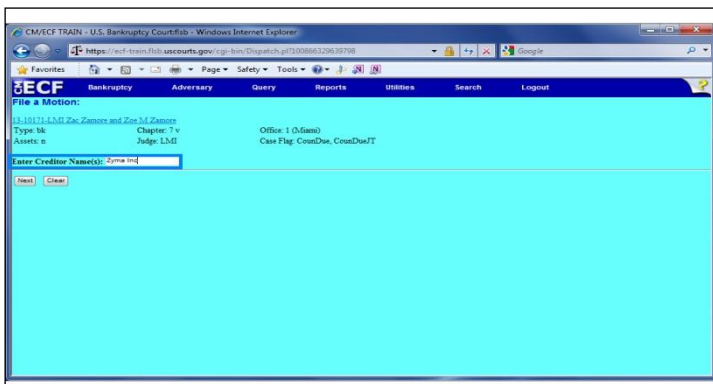 CM/ECF TRAIN - U.S. Bankruptcy Court:flsb - Windows Internet Explorer
https://ecf-train.flsb.uscourts.gov/cgi-bin/Dispatch.pl?100866329639798
Google
Favorites Page Safety Tools
ECF Bankruptcy Adversary Query Reports Utilities Search Logout ?
File a Motion:
13-10171-LMI Zac Zamore and Zoe M Zamore
Type: bk Chapter: 7 v Office: 1 (Miami)
Assets: n Judge: LMI Case Flag: CounDue, CounDueJT
Enter Creditor Name(s): Zyma Inc
Next Clear